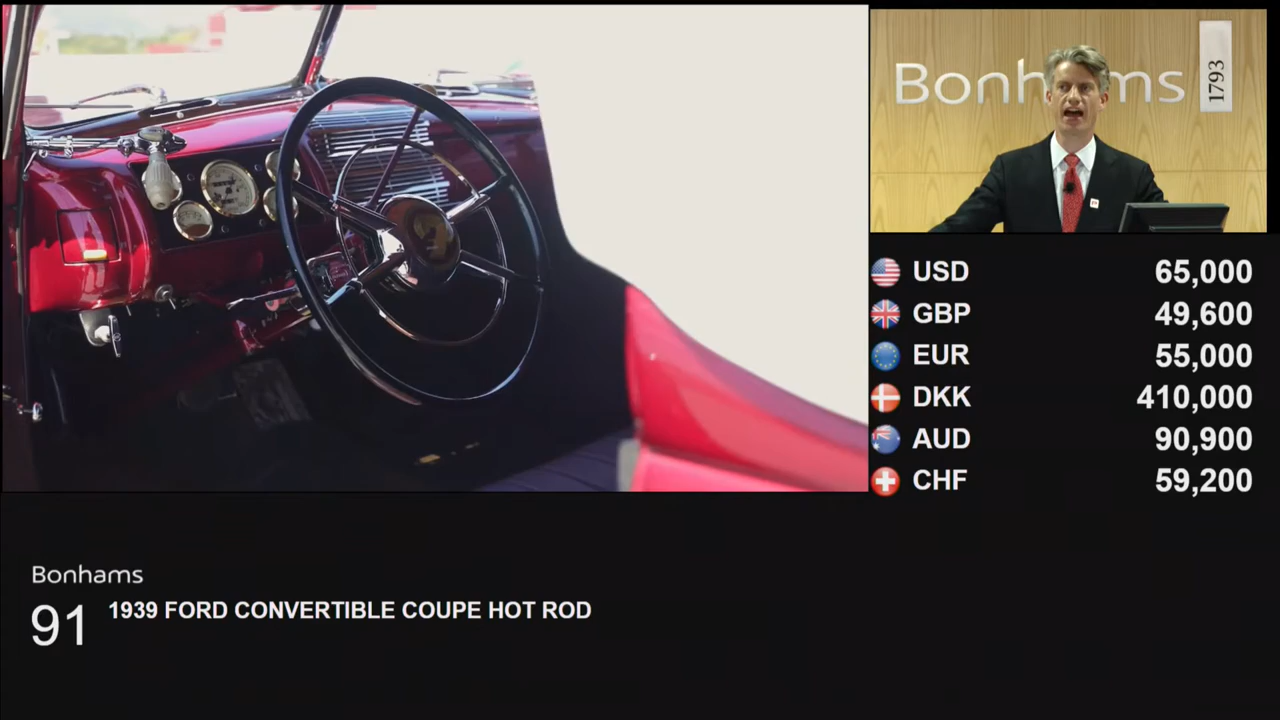 Bonhams
1793
USD 65,000
GBP 49,600
EUR 55,000
DKK 410,000
AUD 90,900
CHF 59,200
Bonhams
91 1939 FORD CONVERTIBLE COUPE HOT ROD